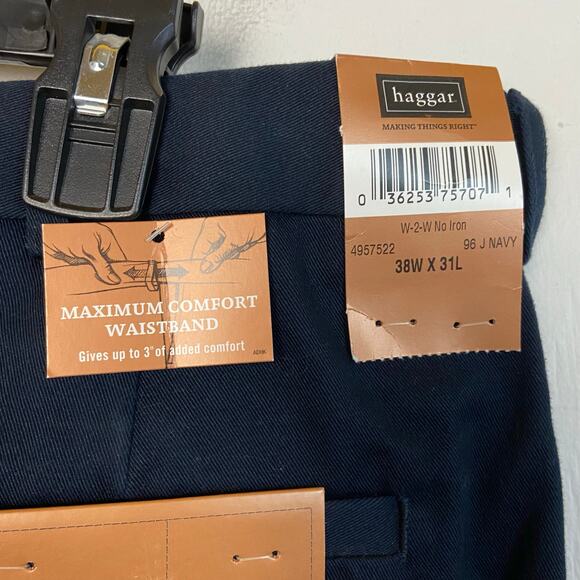 haggar
MAKING THINGS RIGHT™
0 36253 75707 1
W-2-W No Iron
4957522 96 J NAVY
38W X 31L
MAXIMUM COMFORT
WAISTBAND
Gives up to 3" of added comfort